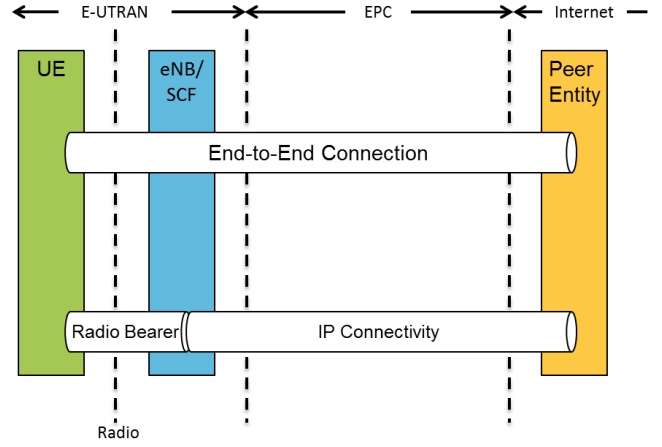 E-UTRAN
EPC
Internet
UE
eNB/
SCF
Peer
Entity
End-to-End Connection
Radio Bearer
IP Connectivity
Radio